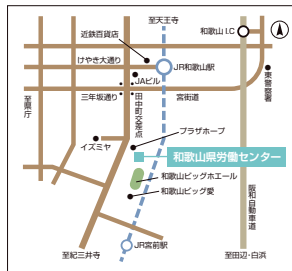 至天王寺
和歌山 I.C
近鉄百貨店
けやき大通り
JR和歌山駅
JAビル
東警察署
三年坂通り
宮街道
至県庁
田中町交差点
プラザホープ
イズミヤ
和歌山県労働センター
和歌山ビッグホエール
和歌山ビッグ愛
阪和自動車道
JR宮前駅
至紀三井寺
至田辺・白浜